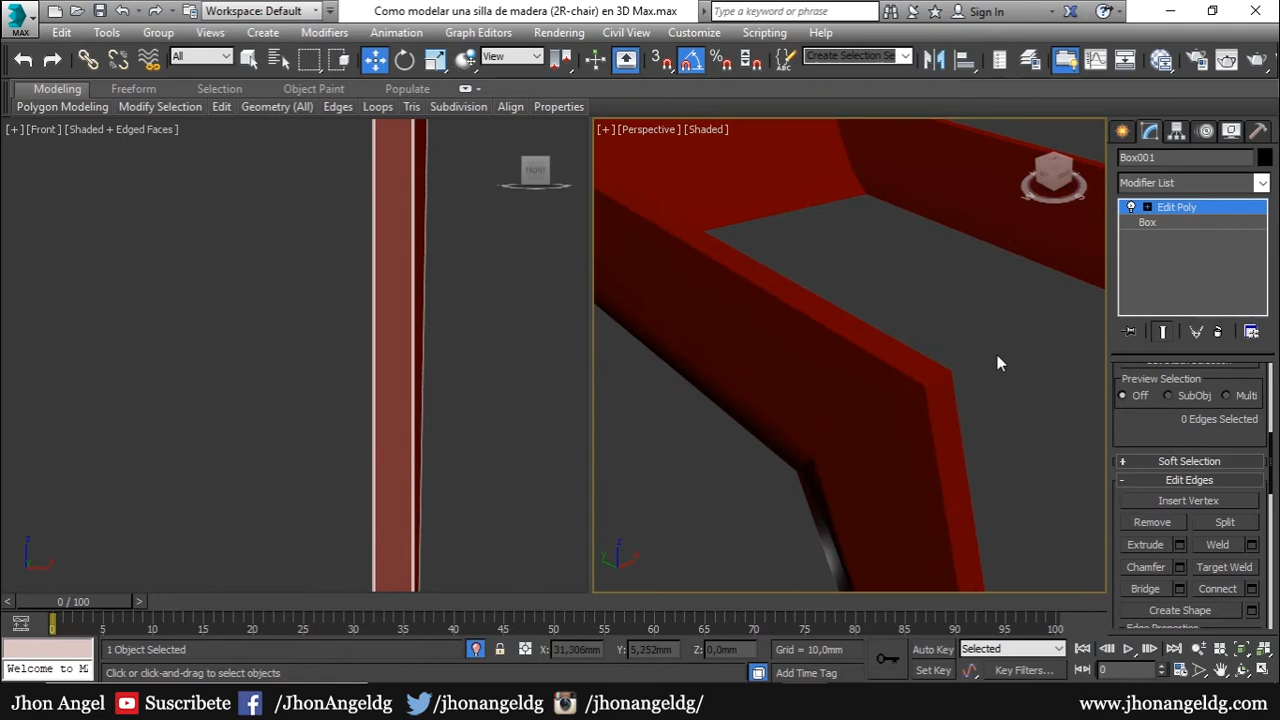 MAX
Workspace: Default
Como modelar una silla de madera (2R-chair) en 3D Max.max
Type a keyword or phrase
Sign In
Edit Tools Group Views Create Modifiers Animation Graph Editors Rendering Civil View Customize Scripting Help
All
View
3
Create Selection Se
Modeling Freeform Selection Object Paint Populate
Polygon Modeling Modify Selection Edit Geometry (All) Edges Loops Tris Subdivision Align Properties
[+] [Front] [Shaded + Edged Faces]
[+] [Perspective] [Shaded]
FRONT
Box001
Modifier List
Edit Poly
Box
Preview Selection
Off SubObj Multi
0 Edges Selected
+ Soft Selection
- Edit Edges
Insert Vertex
Remove Split
Extrude Weld
Chamfer Target Weld
Bridge Connect
Create Shape
z
x
z
y
x
< 0 / 100 >
0 5 10 15 20 25 30 35 40 45 50 55 60 65 70 75 80 85 90 95 100
1 Object Selected
X: 31,306mm Y: 5,252mm Z: 0,0mm Grid = 10,0mm
Auto Key Selected
Welcome to M
Click or click-and-drag to select objects
Add Time Tag
Set Key Key Filters... 0
Jhon Angel Suscribete /JhonAngeldg /jhonangeldg /jhonangeldg/ www.jhonangeldg.com